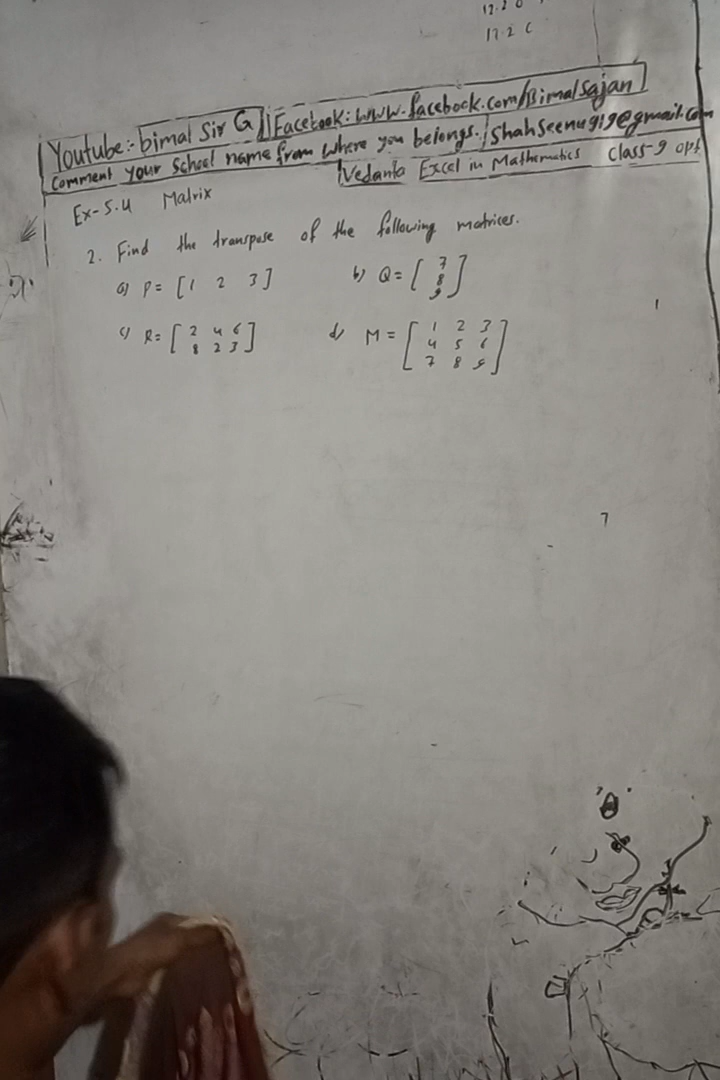 17.2 C
Youtube:- bimal Sir G || Facebook: www.facebook.com/Bimalsajan
Comment your School name from where you belongs. | Shahseenu919@gmail.com
Vedanta Excel in Mathematics Class-9 opt
Ex-5.4 Matrix
2. Find the transpose of the following matrices.
a) P = [1 2 3] b) Q = [7
8
9]
c) R = [2 4 6
8 2 3] d) M = [1 2 3
4 5 6
7 8 9]
7